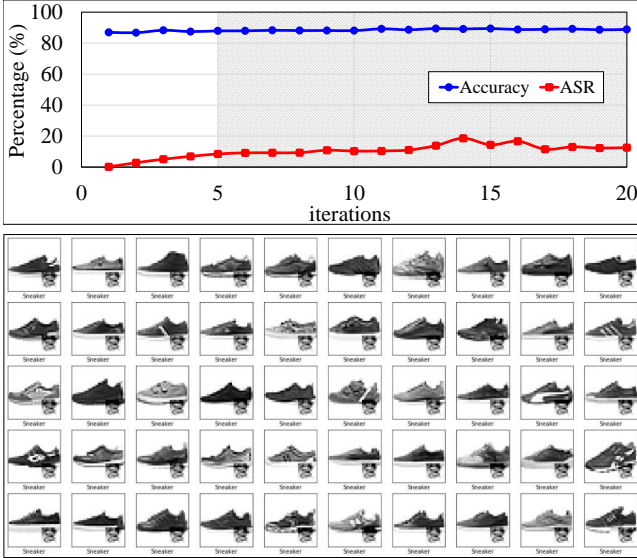 Percentage (%)
100
80
60
40
20
0
Accuracy ASR
0 5 10 15 20
iterations
Sneaker Sneaker Sneaker Sneaker Sneaker Sneaker Sneaker Sneaker Sneaker Sneaker
Sneaker Sneaker Sneaker Sneaker Sneaker Sneaker Sneaker Sneaker Sneaker Sneaker
Sneaker Sneaker Sneaker Sneaker Sneaker Sneaker Sneaker Sneaker Sneaker Sneaker
Sneaker Sneaker Sneaker Sneaker Sneaker Sneaker Sneaker Sneaker Sneaker Sneaker
Sneaker Sneaker Sneaker Sneaker Sneaker Sneaker Sneaker Sneaker Sneaker Sneaker